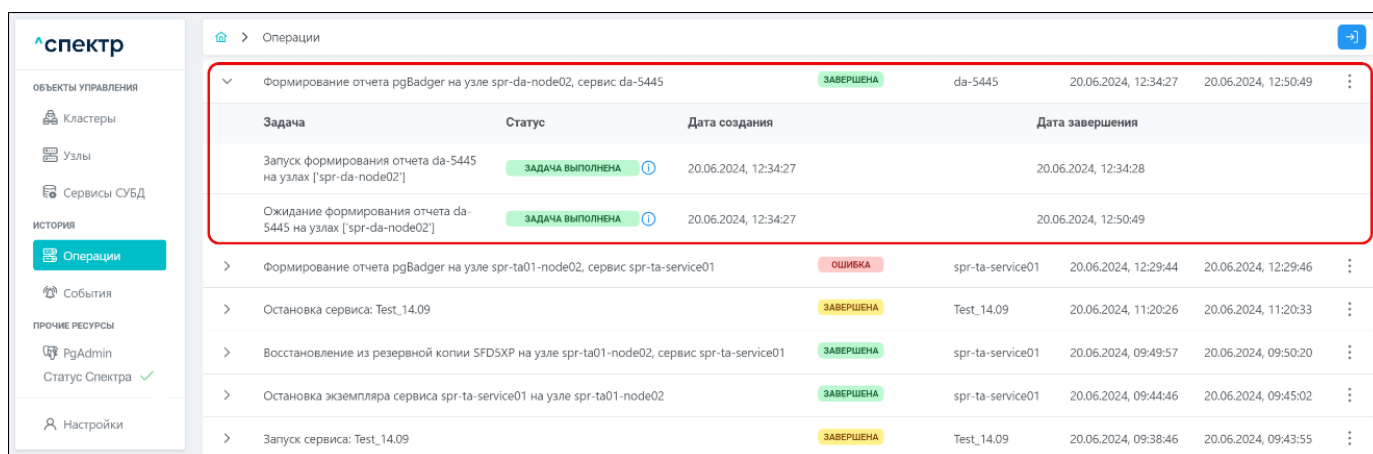 ^спектр
ОБЪЕКТЫ УПРАВЛЕНИЯ
Кластеры
Узлы
Сервисы СУБД
ИСТОРИЯ
Операции
События
ПРОЧИЕ РЕСУРСЫ
PgAdmin
Статус Спектра
Настройки
> Операции
Формирование отчета pgBadger на узле spr-da-node02, сервис da-5445 ЗАВЕРШЕНА da-5445 20.06.2024, 12:34:27 20.06.2024, 12:50:49
Задача Статус Дата создания Дата завершения
Запуск формирования отчета da-5445 ЗАДАЧА ВЫПОЛНЕНА 20.06.2024, 12:34:27 20.06.2024, 12:34:28
на узлах ['spr-da-node02']
Ожидание формирования отчета da- ЗАДАЧА ВЫПОЛНЕНА 20.06.2024, 12:34:27 20.06.2024, 12:50:49
5445 на узлах ['spr-da-node02']
Формирование отчета pgBadger на узле spr-ta01-node02, сервис spr-ta-service01 ОШИБКА spr-ta-service01 20.06.2024, 12:29:44 20.06.2024, 12:29:46
Остановка сервиса: Test_14.09 ЗАВЕРШЕНА Test_14.09 20.06.2024, 11:20:26 20.06.2024, 11:20:33
Восстановление из резервной копии SFD5XP на узле spr-ta01-node02, сервис spr-ta-service01 ЗАВЕРШЕНА spr-ta-service01 20.06.2024, 09:49:57 20.06.2024, 09:50:20
Остановка экземпляра сервиса spr-ta-service01 на узле spr-ta01-node02 ЗАВЕРШЕНА spr-ta-service01 20.06.2024, 09:44:46 20.06.2024, 09:45:02
Запуск сервиса: Test_14.09 ЗАВЕРШЕНА Test_14.09 20.06.2024, 09:38:46 20.06.2024, 09:43:55